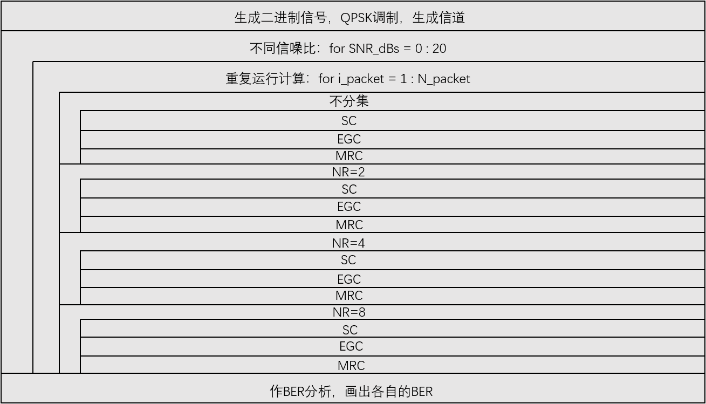 生成二进制信号，QPSK调制，生成信道
不同信噪比：for SNR_dBs = 0 : 20
重复运行计算：for i_packet = 1 : N_packet
不分集
SC
EGC
MRC
NR=2
SC
EGC
MRC
NR=4
SC
EGC
MRC
NR=8
SC
EGC
MRC
作BER分析，画出各自的BER